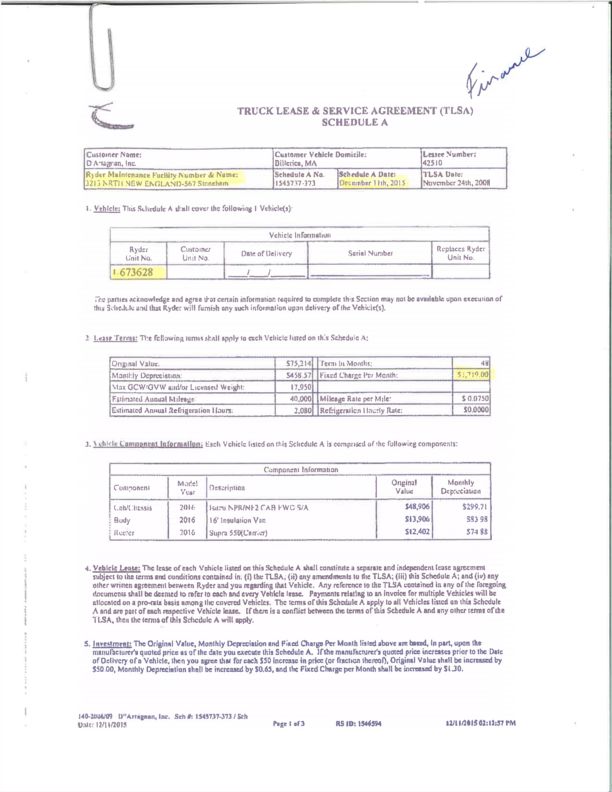 Finance
TRUCK LEASE & SERVICE AGREEMENT (TLSA)
SCHEDULE A
Customer Name: Customer Vehicle Domicile: Lessee Number:
D'Artagnan, Inc. Billerica, MA 42510
Ryder Maintenance Facility Number & Name: Schedule A No. Schedule A Date: TLSA Date:
3213 NRTH NEW ENGLAND-567 Stoneham 1545737-373 December 11th, 2015 November 24th, 2008
1. Vehicle: This Schedule A shall cover the following 1 Vehicle(s):
Vehicle Information
Ryder Unit No. Customer Unit No. Date of Delivery Serial Number Replaces Ryder Unit No.
673628 / /
The parties acknowledge and agree that certain information required to complete this Section may not be available upon execution of
this Schedule and that Ryder will furnish any such information upon delivery of the Vehicle(s).
2. Lease Terms: The following terms shall apply to each Vehicle listed on this Schedule A:
Original Value: $75,214 Term in Months: 48
Monthly Depreciation: $458.57 Fixed Charge Per Month: $1,719.00
Max GCW/GVW and/or Licensed Weight: 17,950
Estimated Annual Mileage: 40,000 Mileage Rate per Mile: $ 0.0750
Estimated Annual Refrigeration Hours: 2,080 Refrigeration Hourly Rate: $0.0000
3. Vehicle Component Information: Each Vehicle listed on this Schedule A is comprised of the following components:
Component Information
Component Model Year Description Original Value Monthly Depreciation
Cab/Chassis 2016 Isuzu NPR/NF2 CAB FWC S/A $48,906 $299.71
Body 2016 16' Insulation Van $13,906 $83.98
Reefer 2016 Supra 550(Carrier) $12,402 $74.88
4. Vehicle Lease: The lease of each Vehicle listed on this Schedule A shall constitute a separate and independent lease agreement
subject to the terms and conditions contained in: (i) the TLSA; (ii) any amendments to the TLSA; (iii) this Schedule A; and (iv) any
other written agreement between Ryder and you regarding that Vehicle. Any reference to the TLSA contained in any of the foregoing
documents shall be deemed to refer to each and every Vehicle lease. Payments relating to an invoice for multiple Vehicles will be
allocated on a pro-rata basis among the covered Vehicles. The terms of this Schedule A apply to all Vehicles listed on this Schedule
A and are part of each respective Vehicle lease. If there is a conflict between the terms of this Schedule A and any other terms of the
TLSA, then the terms of this Schedule A will apply.
5. Investment: The Original Value, Monthly Depreciation and Fixed Charge Per Month listed above are based, in part, upon the
manufacturer's quoted price as of the date you execute this Schedule A. If the manufacturer's quoted price increases prior to the Date
of Delivery of a Vehicle, then you agree that for each $50 increase in price (or fraction thereof), Original Value shall be increased by
$50.00, Monthly Depreciation shall be increased by $0.65, and the Fixed Charge per Month shall be increased by $1.30.
140-2006/09 D"Artagnan, Inc. Sch #: 1545737-373 / Sch
Date: 12/11/2015 Page 1 of 3 RS ID: 1546594 12/11/2015 02:13:57 PM